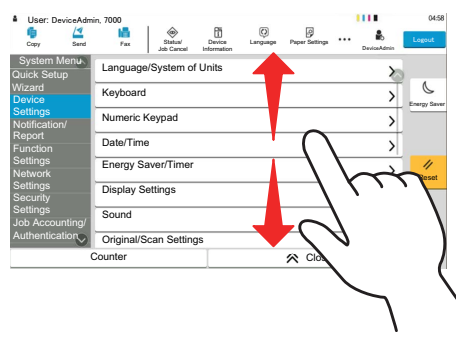 User: DeviceAdmin, 7000
04:58
Copy
Send
Fax
Status/
Job Cancel
Device
Information
Language
Paper Settings
DeviceAdmin
Logout
System Menu
Quick Setup
Wizard
Device
Settings
Notification/
Report
Function
Settings
Network
Settings
Security
Settings
Job Accounting/
Authentication
Language/System of Units
Keyboard
Numeric Keypad
Date/Time
Energy Saver/Timer
Display Settings
Sound
Original/Scan Settings
Energy Saver
Reset
Counter
Clos